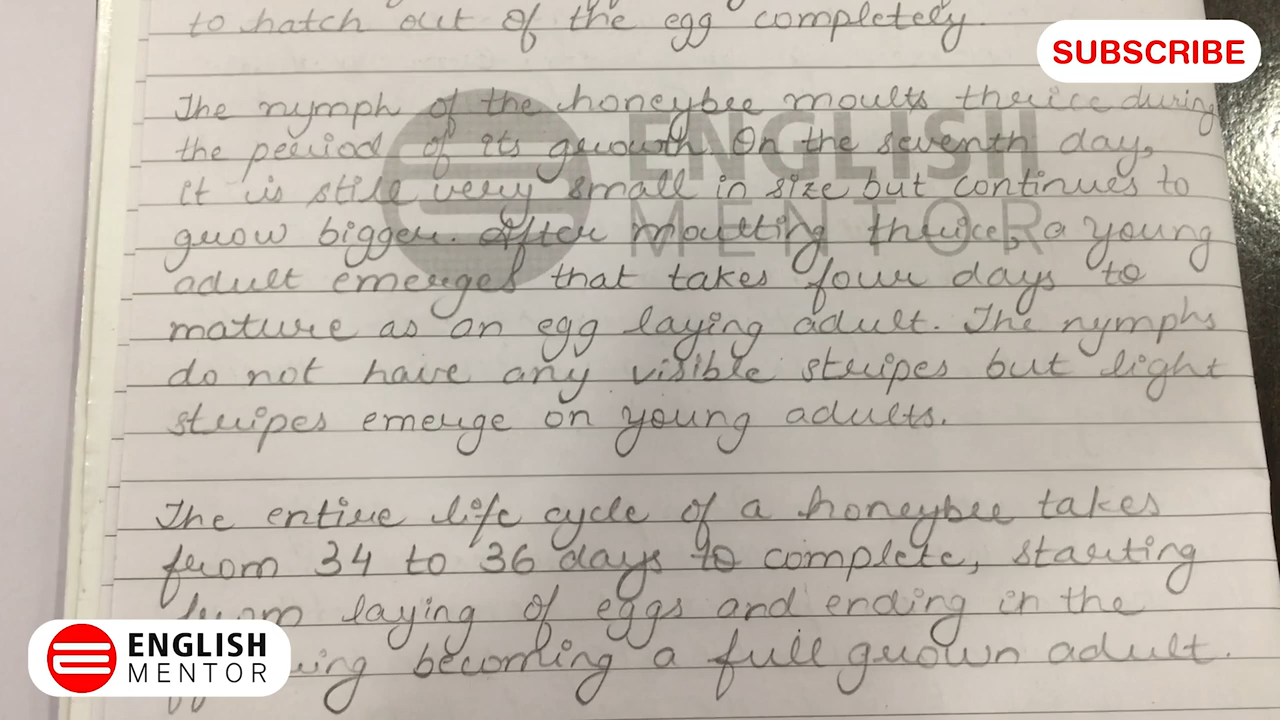 to hatch out of the egg completely.
SUBSCRIBE
The nymph of the honeybee moults thrice during
the period of its growth. On the seventh day,
it is still very small in size but continues to
grow bigger. After moulting thrice, a young
adult emerges that takes four days to
mature as an egg laying adult. The nymphs
do not have any visible stripes but light
stripes emerge on young adults.
The entire life cycle of a honeybee takes
from 34 to 36 days to complete, starting
from laying of eggs and ending in the
becoming a full grown adult.
ENGLISH
MENTOR
ENGLISH
MENTOR